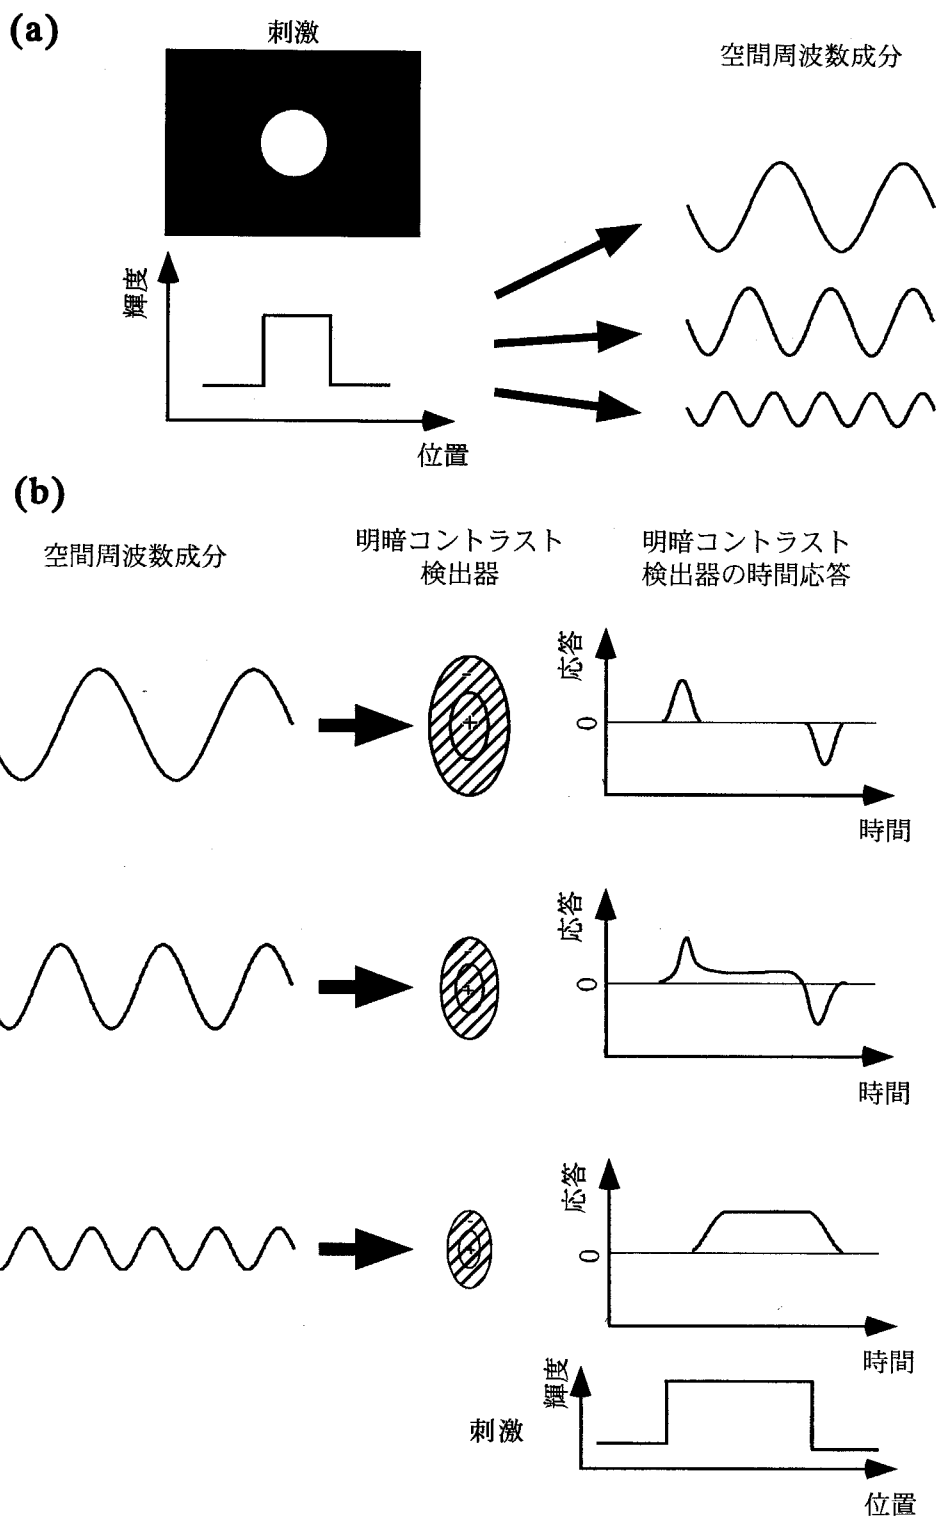 (a)
刺激
空間周波数成分
輝度
位置
(b)
空間周波数成分
明暗コントラスト
検出器
明暗コントラスト
検出器の時間応答
-
+
応答
0
時間
-
+
応答
0
時間
-
+
応答
0
時間
刺激
輝度
位置